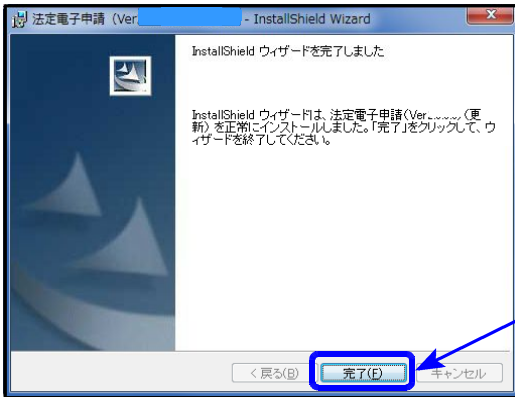 法定電子申請 (Ver - InstallShield Wizard
InstallShield ウィザードを完了しました
InstallShield ウィザードは、法定電子申請(Ver (更
新) を正常にインストールしました。「完了」をクリックして、ウ
ィザードを終了してください。
< 戻る(B) 完了(F) キャンセル